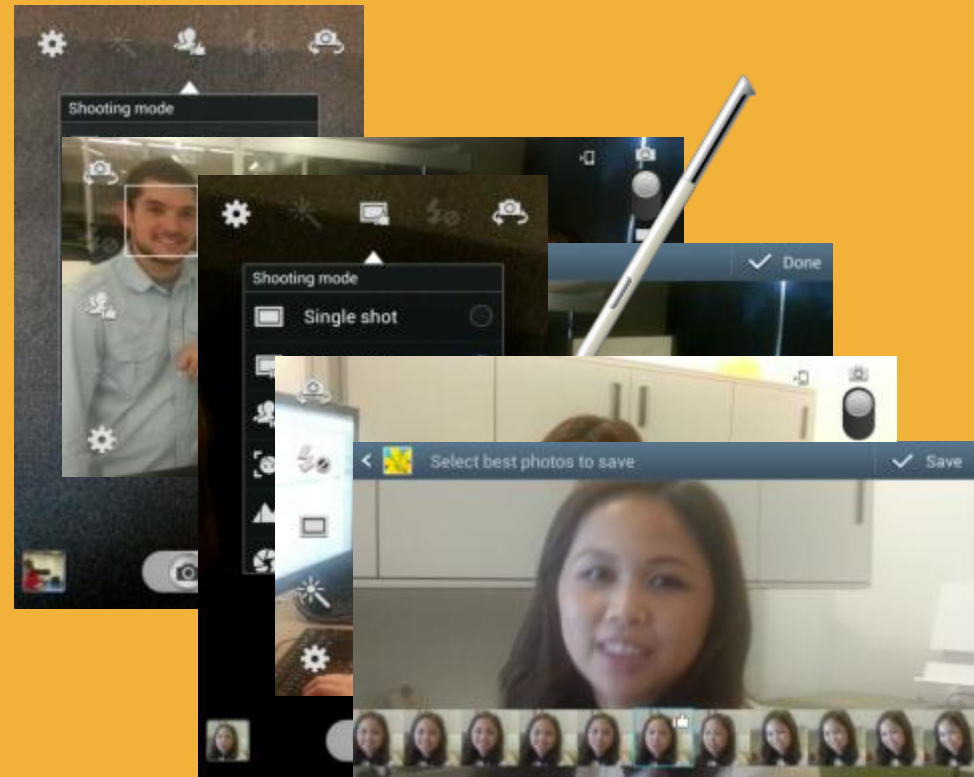 Shooting mode
Done
Shooting mode
Single shot
Select best photos to save
Save